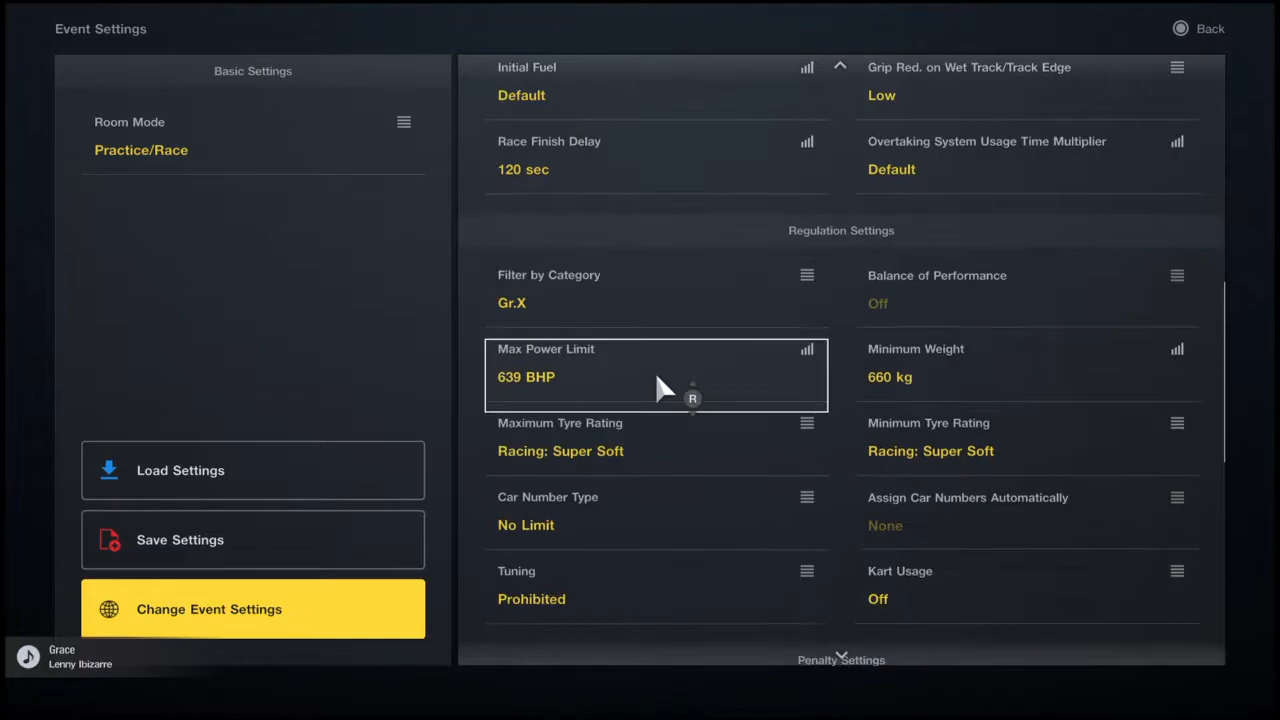 Event Settings
Back
Basic Settings
Room Mode
Practice/Race
Load Settings
Save Settings
Change Event Settings
Initial Fuel
Default
Grip Red. on Wet Track/Track Edge
Low
Race Finish Delay
120 sec
Overtaking System Usage Time Multiplier
Default
Regulation Settings
Filter by Category
Gr.X
Balance of Performance
Off
Max Power Limit
639 BHP
R
Minimum Weight
660 kg
Maximum Tyre Rating
Racing: Super Soft
Minimum Tyre Rating
Racing: Super Soft
Car Number Type
No Limit
Assign Car Numbers Automatically
None
Tuning
Prohibited
Kart Usage
Off
Penalty Settings
Grace
Lenny Ibizarre